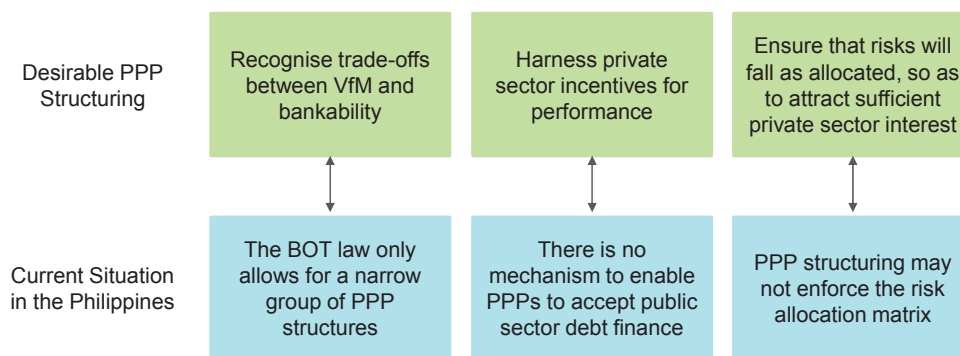 Desirable PPP
Structuring
Recognise trade-offs
between VfM and
bankability
Harness private
sector incentives for
performance
Ensure that risks will
fall as allocated, so as
to attract sufficient
private sector interest
Current Situation
in the Philippines
The BOT law only
allows for a narrow
group of PPP
structures
There is no
mechanism to enable
PPPs to accept public
sector debt finance
PPP structuring may
not enforce the risk
allocation matrix